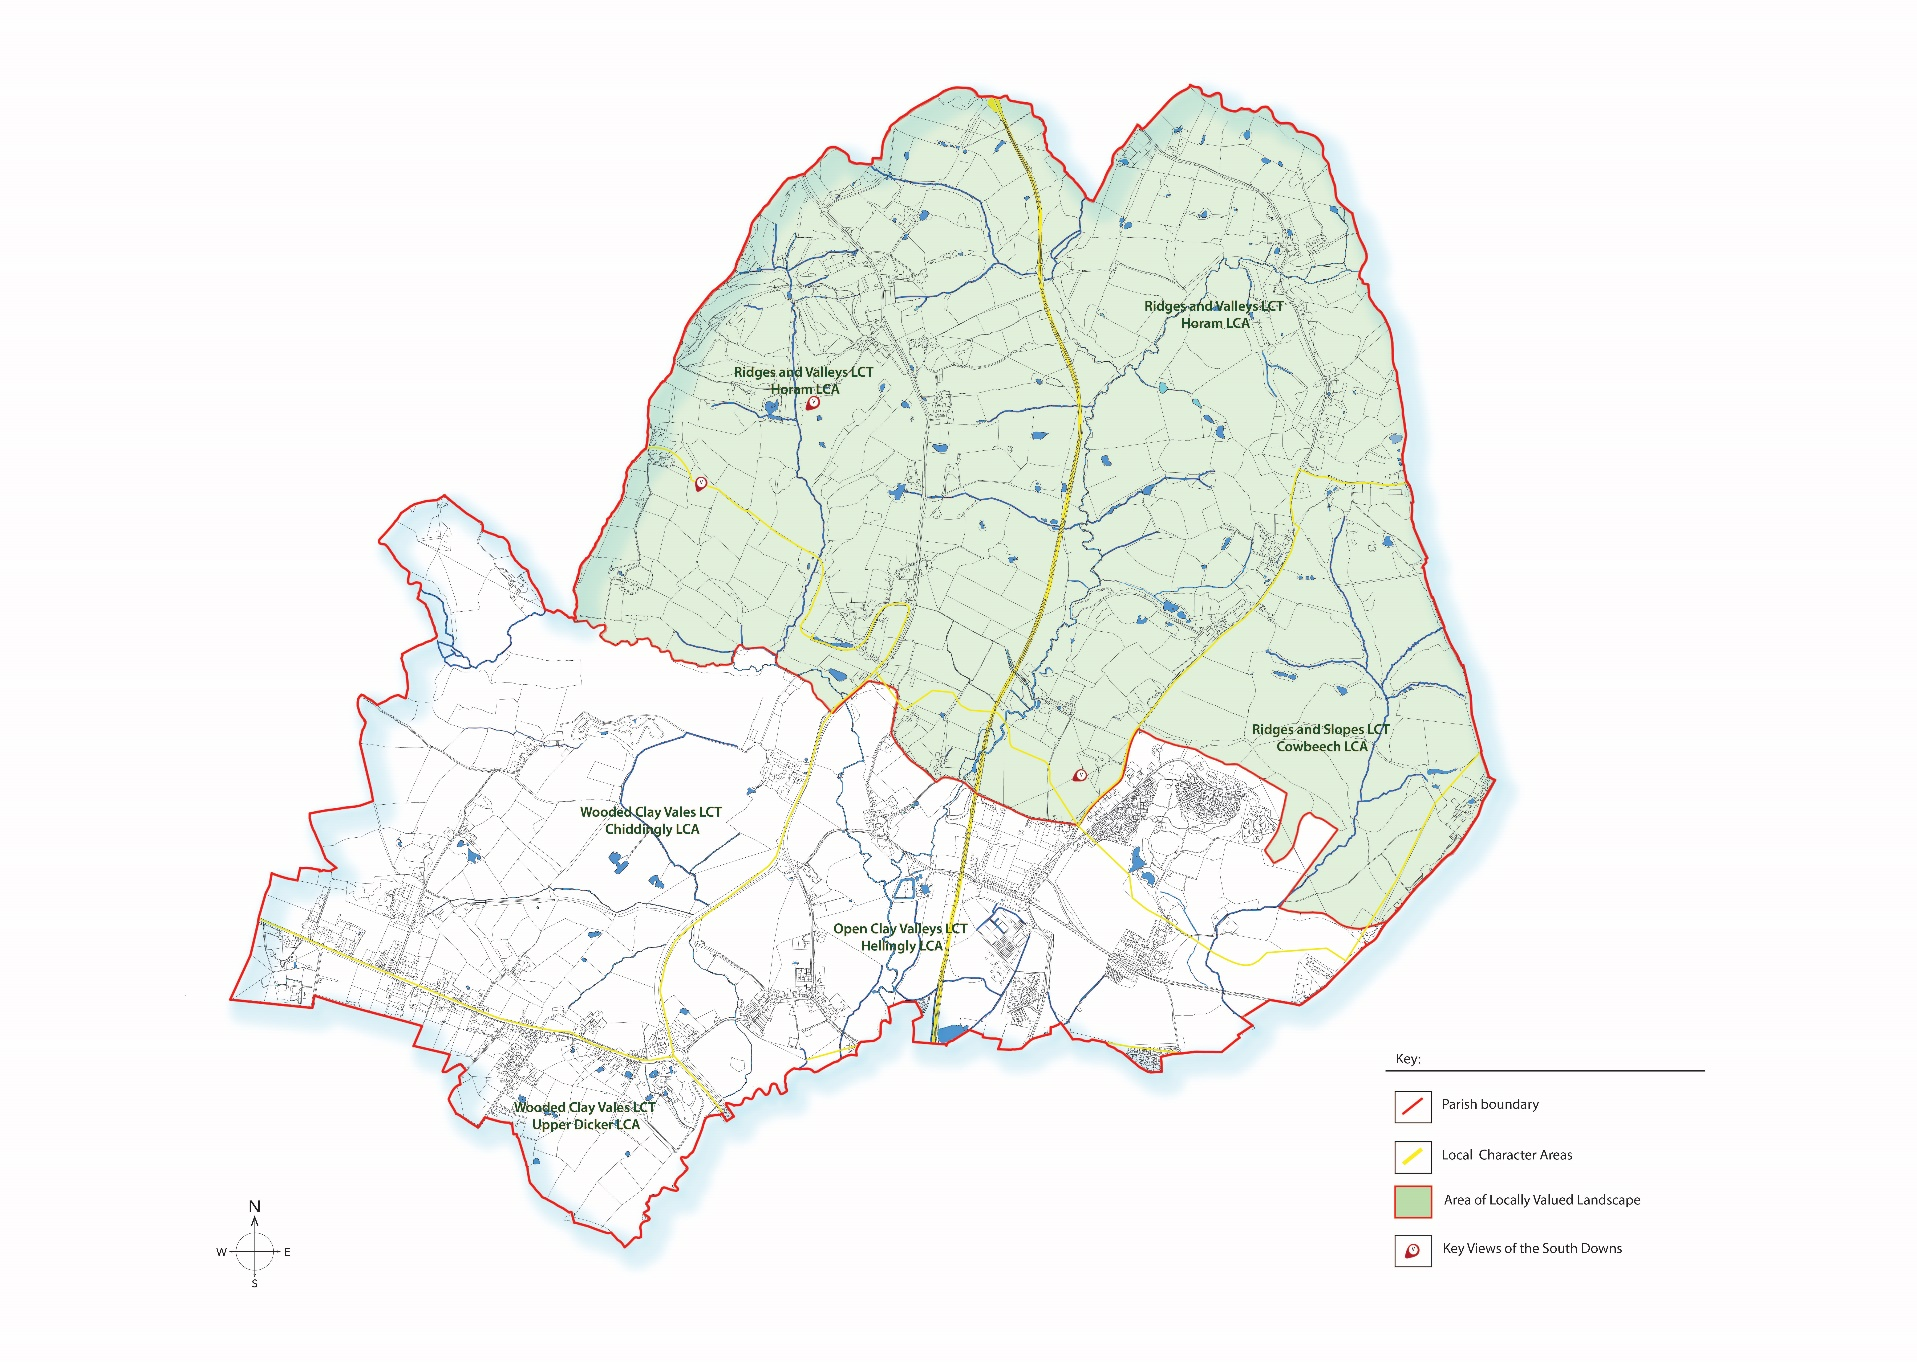 Ridges and Valleys LCT
Horam LCA
Ridges and Valleys LCT
Horam LCA
Ridges and Slopes LCT
Cowbeech LCA
Wooded Clay Vales LCT
Chiddingly LCA
Open Clay Valleys LCT
Hellingly LCA
Wooded Clay Vales LCT
Upper Dicker LCA
Key:
Parish boundary
Local Character Areas
Area of Locally Valued Landscape
Key Views of the South Downs
N
W
E
S